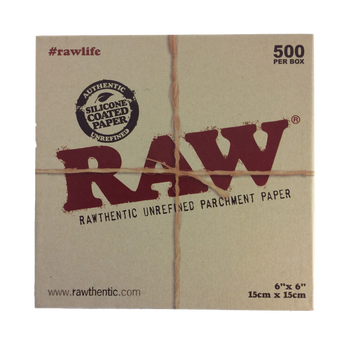 #rawlife
500
PER BOX
AUTHENTIC
SILICONE
COATED
PAPER
UNREFINED
RAW®
RAWTHENTIC UNREFINED PARCHMENT PAPER
6"x 6"
15cm x 15cm
www.rawthentic.com